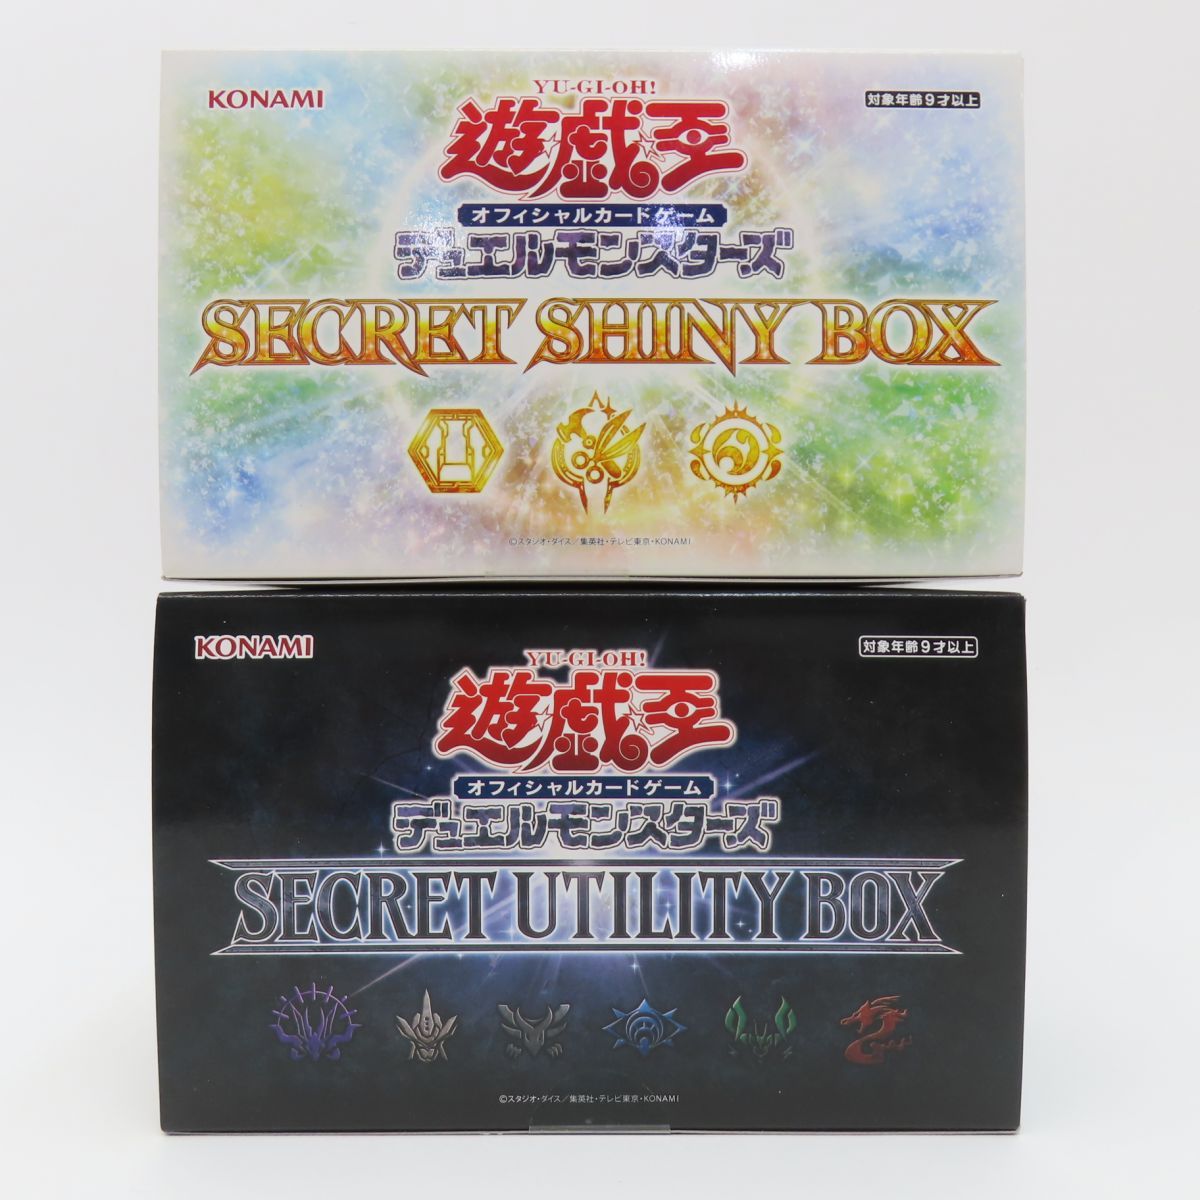 KONAMI
対象年齢9才以上
YU-GI-OH!
遊戯王
オフィシャルカードゲーム
デュエルモンスターズ
SECRET SHINY BOX
©スタジオ・ダイス/集英社・テレビ東京・KONAMI
KONAMI
対象年齢9才以上
YU-GI-OH!
遊戯王
オフィシャルカードゲーム
デュエルモンスターズ
SECRET UTILITY BOX
©スタジオ・ダイス/集英社・テレビ東京・KONAMI